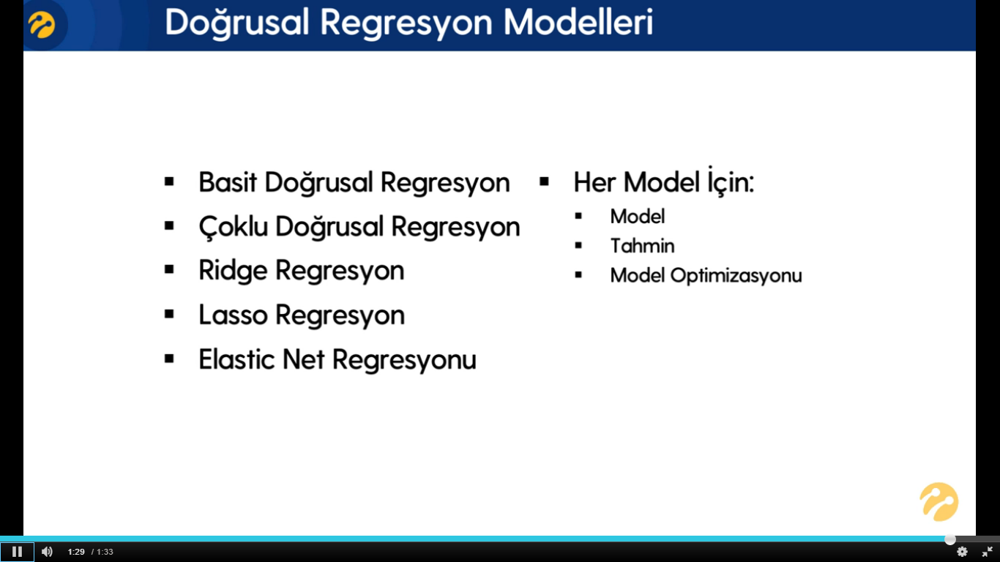 Doğrusal Regresyon Modelleri
Basit Doğrusal Regresyon
Çoklu Doğrusal Regresyon
Ridge Regresyon
Lasso Regresyon
Elastic Net Regresyonu
Her Model İçin:
Model
Tahmin
Model Optimizasyonu
1:29 / 1:33